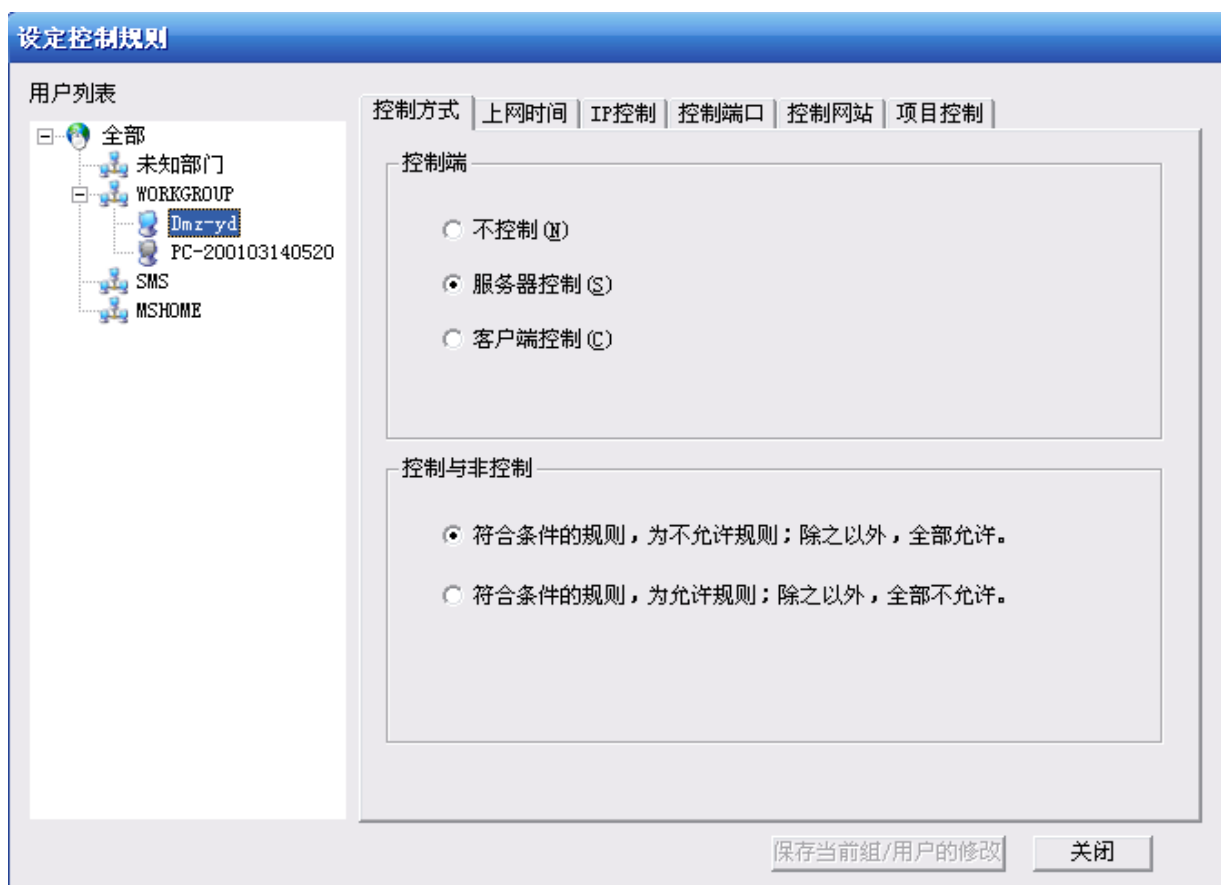 设定控制规则
用户列表
全部
未知部门
WORKGROUP
Dmz-yd
PC-200103140520
SMS
MSHOME
控制方式 上网时间 IP控制 控制端口 控制网站 项目控制
控制端
不控制(N)
服务器控制(S)
客户端控制(C)
控制与非控制
符合条件的规则，为不允许规则；除之以外，全部允许。
符合条件的规则，为允许规则；除之以外，全部不允许。
保存当前组/用户的修改 关闭